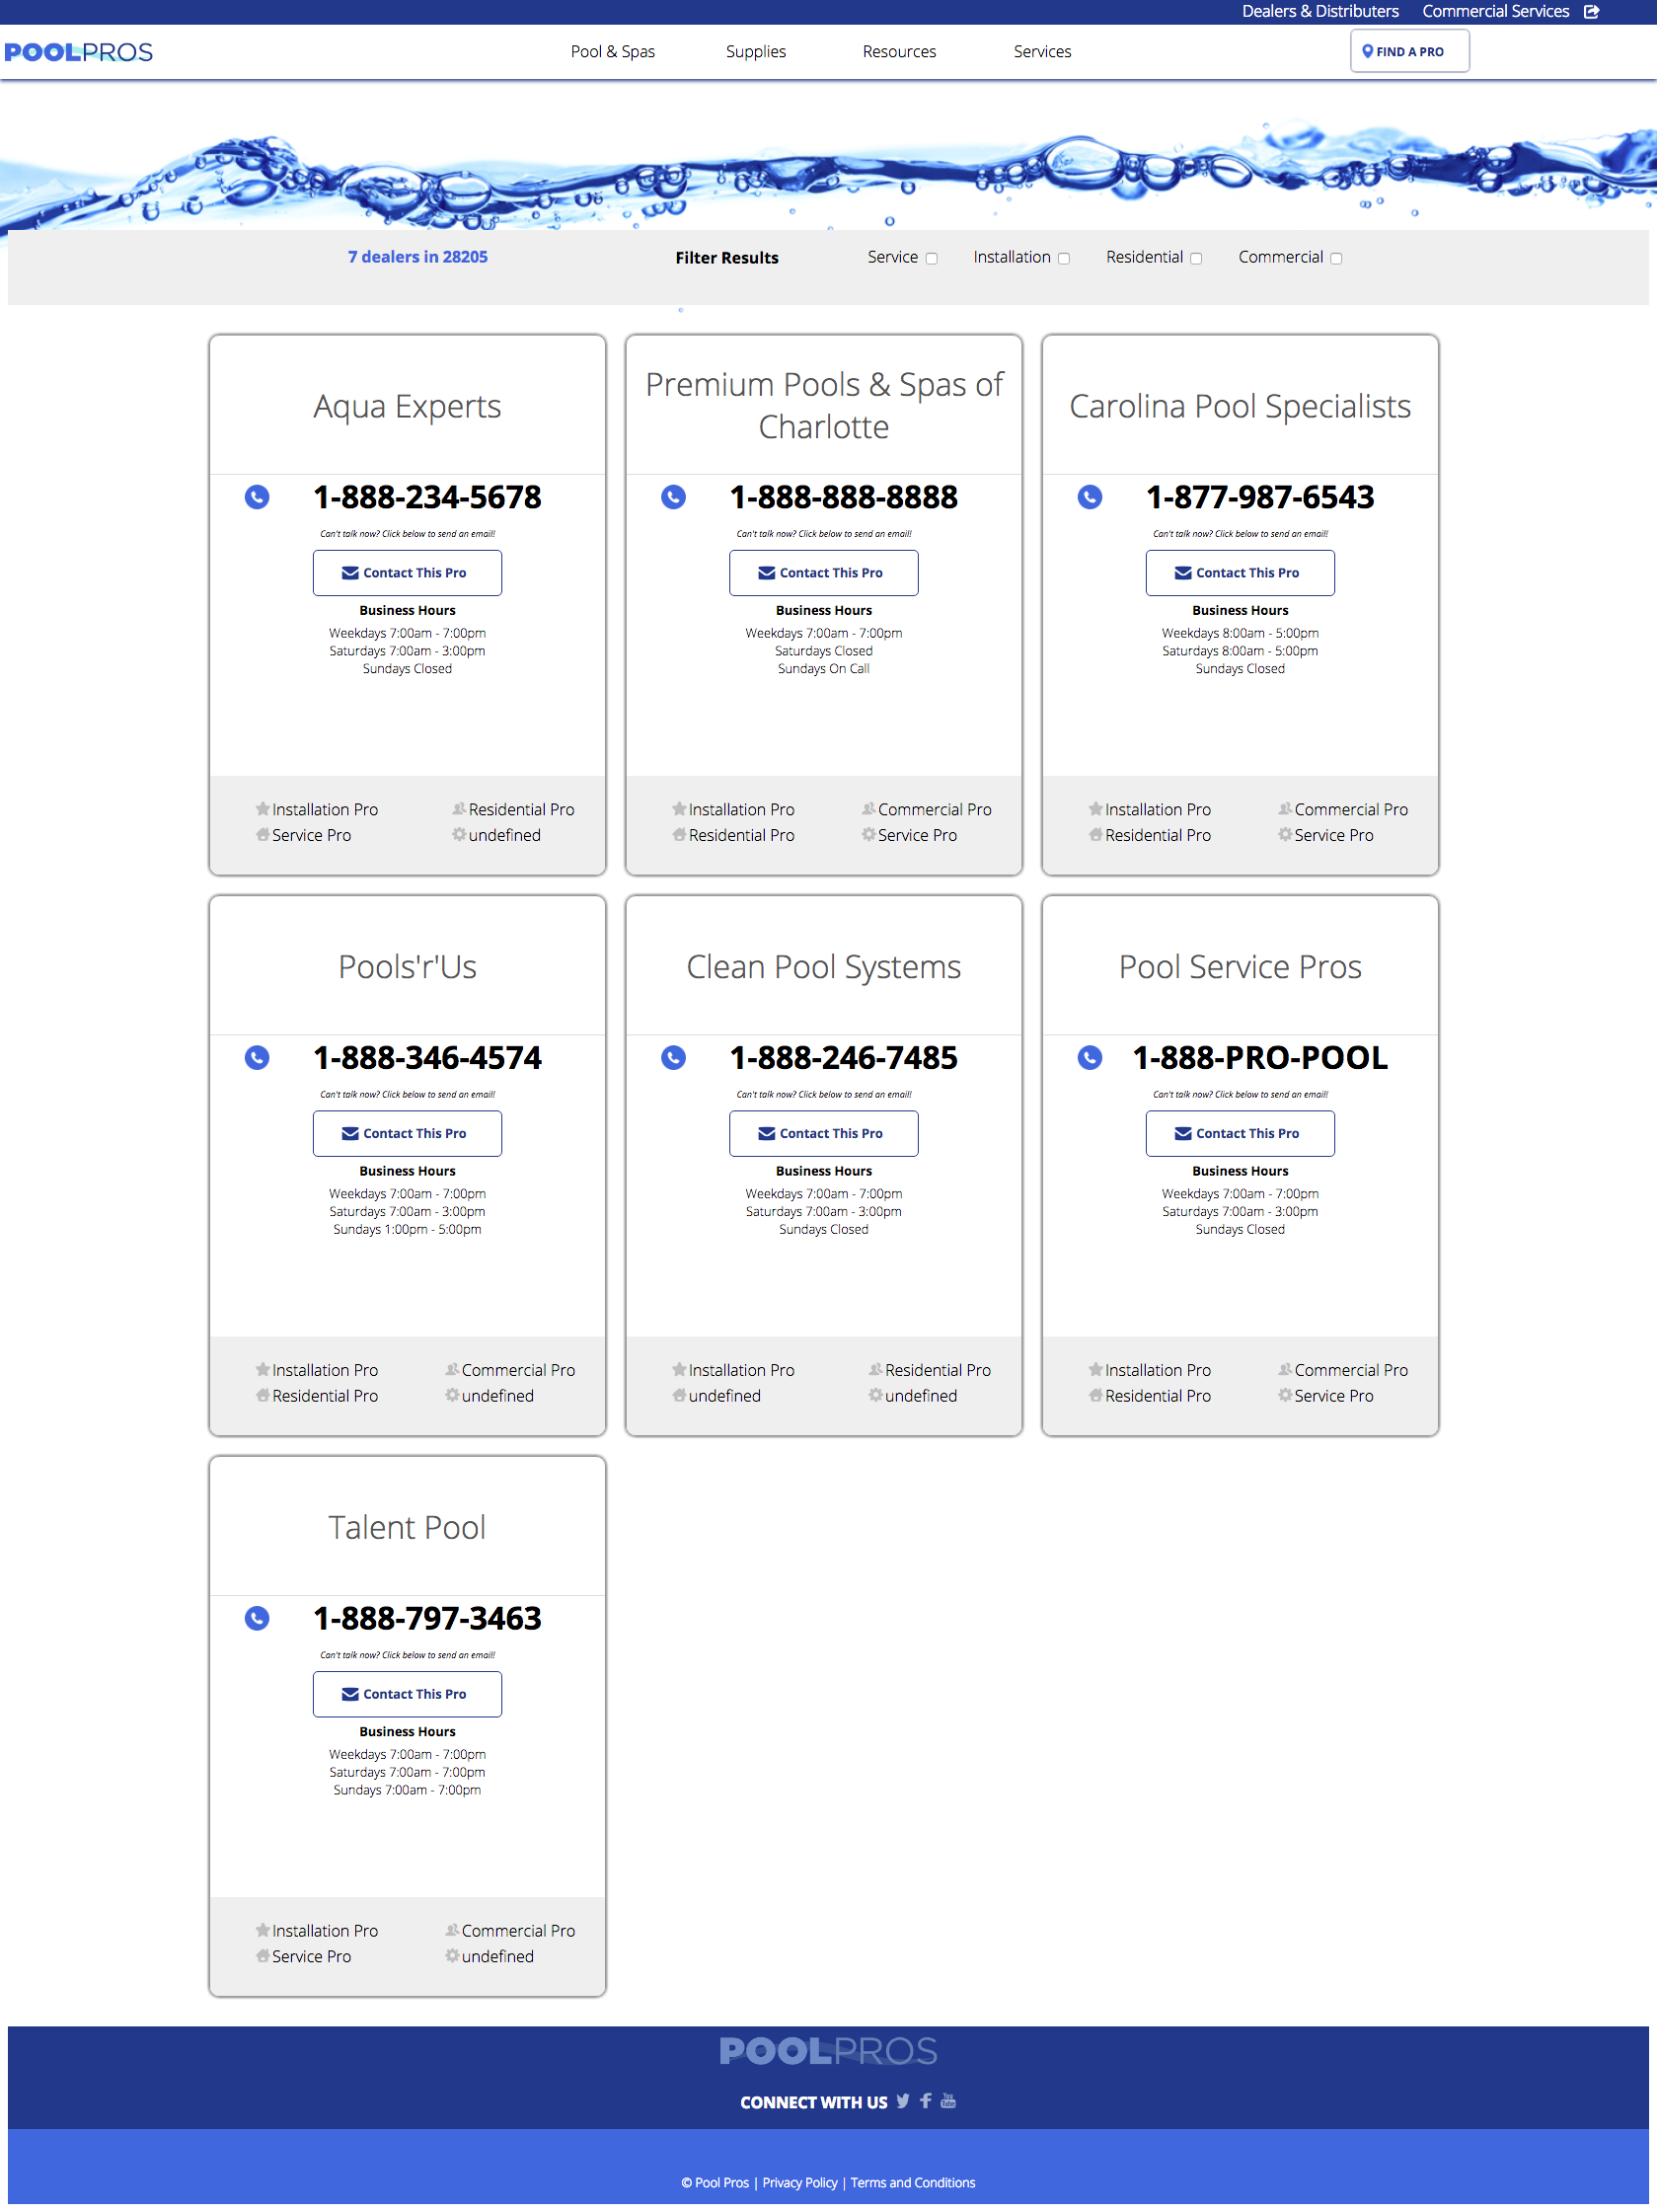 Dealers & Distributers Commercial Services
POOLPROS Pool & Spas Supplies Resources Services FIND A PRO
7 dealers in 28205 Filter Results Service Installation Residential Commercial
Aqua Experts
1-888-234-5678
Can't talk now? Click below to send an email!
Contact This Pro
Business Hours
Weekdays 7:00am - 7:00pm
Saturdays 7:00am - 3:00pm
Sundays Closed
Installation Pro Residential Pro
Service Pro undefined
Premium Pools & Spas of
Charlotte
1-888-888-8888
Can't talk now? Click below to send an email!
Contact This Pro
Business Hours
Weekdays 7:00am - 7:00pm
Saturdays Closed
Sundays On Call
Installation Pro Commercial Pro
Residential Pro Service Pro
Carolina Pool Specialists
1-877-987-6543
Can't talk now? Click below to send an email!
Contact This Pro
Business Hours
Weekdays 8:00am - 5:00pm
Saturdays 8:00am - 5:00pm
Sundays Closed
Installation Pro Commercial Pro
Residential Pro Service Pro
Pools'r'Us
1-888-346-4574
Can't talk now? Click below to send an email!
Contact This Pro
Business Hours
Weekdays 7:00am - 7:00pm
Saturdays 7:00am - 3:00pm
Sundays 1:00pm - 5:00pm
Installation Pro Commercial Pro
Residential Pro undefined
Clean Pool Systems
1-888-246-7485
Can't talk now? Click below to send an email!
Contact This Pro
Business Hours
Weekdays 7:00am - 7:00pm
Saturdays 7:00am - 3:00pm
Sundays Closed
Installation Pro Residential Pro
undefined undefined
Pool Service Pros
1-888-PRO-POOL
Can't talk now? Click below to send an email!
Contact This Pro
Business Hours
Weekdays 7:00am - 7:00pm
Saturdays 7:00am - 3:00pm
Sundays Closed
Installation Pro Commercial Pro
Residential Pro Service Pro
Talent Pool
1-888-797-3463
Can't talk now? Click below to send an email!
Contact This Pro
Business Hours
Weekdays 7:00am - 7:00pm
Saturdays 7:00am - 7:00pm
Sundays 7:00am - 7:00pm
Installation Pro Commercial Pro
Service Pro undefined
POOLPROS
CONNECT WITH US You Tube
© Pool Pros | Privacy Policy | Terms and Conditions